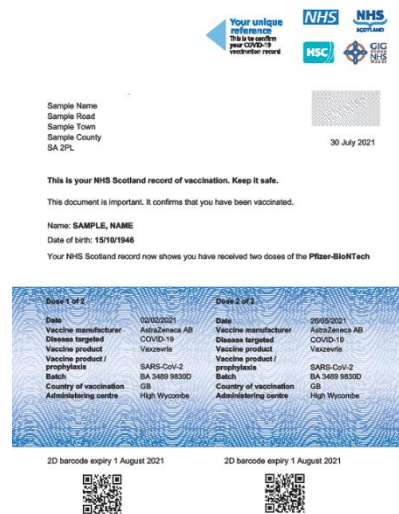 Your unique
reference
This is to confirm
your COVID-19
vaccination record
NHS
NHS
SCOTLAND
HSC
GIG
NHS
Sample Name
Sample Road
Sample Town
Sample County
SA 2PL
30 July 2021
This is your NHS Scotland record of vaccination. Keep it safe.
This document is important. It confirms that you have been vaccinated.
Name: SAMPLE, NAME
Date of birth: 15/10/1946
Your NHS Scotland record now shows you have received two doses of the Pfizer-BioNTech
Dose 1 of 2
Date 02/02/2021
Vaccine manufacturer AstraZeneca AB
Disease targeted COVID-19
Vaccine product Vaxzevria
Vaccine product /
prophylaxis SARS-CoV-2
Batch BA 3489 9830D
Country of vaccination GB
Administering centre High Wycombe
Dose 2 of 2
Date 26/05/2021
Vaccine manufacturer AstraZeneca AB
Disease targeted COVID-19
Vaccine product Vaxzevria
Vaccine product /
prophylaxis SARS-CoV-2
Batch BA 3489 9830D
Country of vaccination GB
Administering centre High Wycombe
2D barcode expiry 1 August 2021
2D barcode expiry 1 August 2021